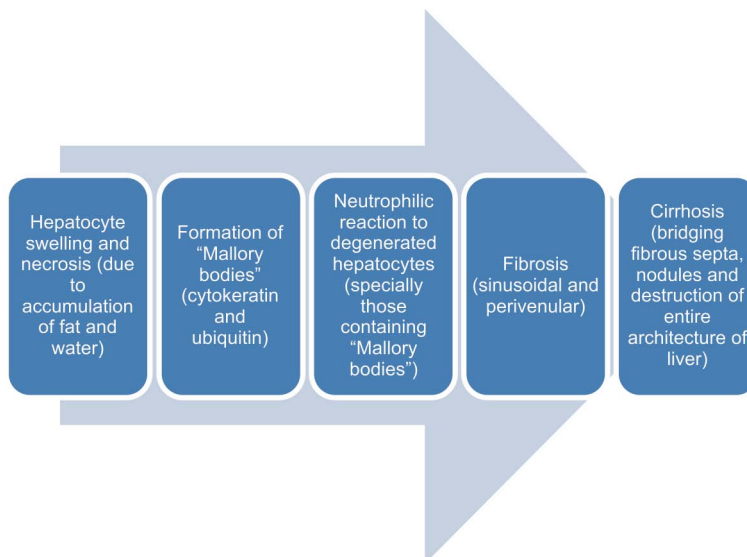 Hepatocyte
swelling and
necrosis (due
to
accumulation
of fat and
water)
Formation of
“Mallory
bodies”
(cytokeratin
and
ubiquitin)
Neutrophilic
reaction to
degenerated
hepatocytes
(specially
those
containing
“Mallory
bodies”)
Fibrosis
(sinusoidal and
perivenular)
Cirrhosis
(bridging
fibrous septa,
nodules and
destruction of
entire
architecture of
liver)